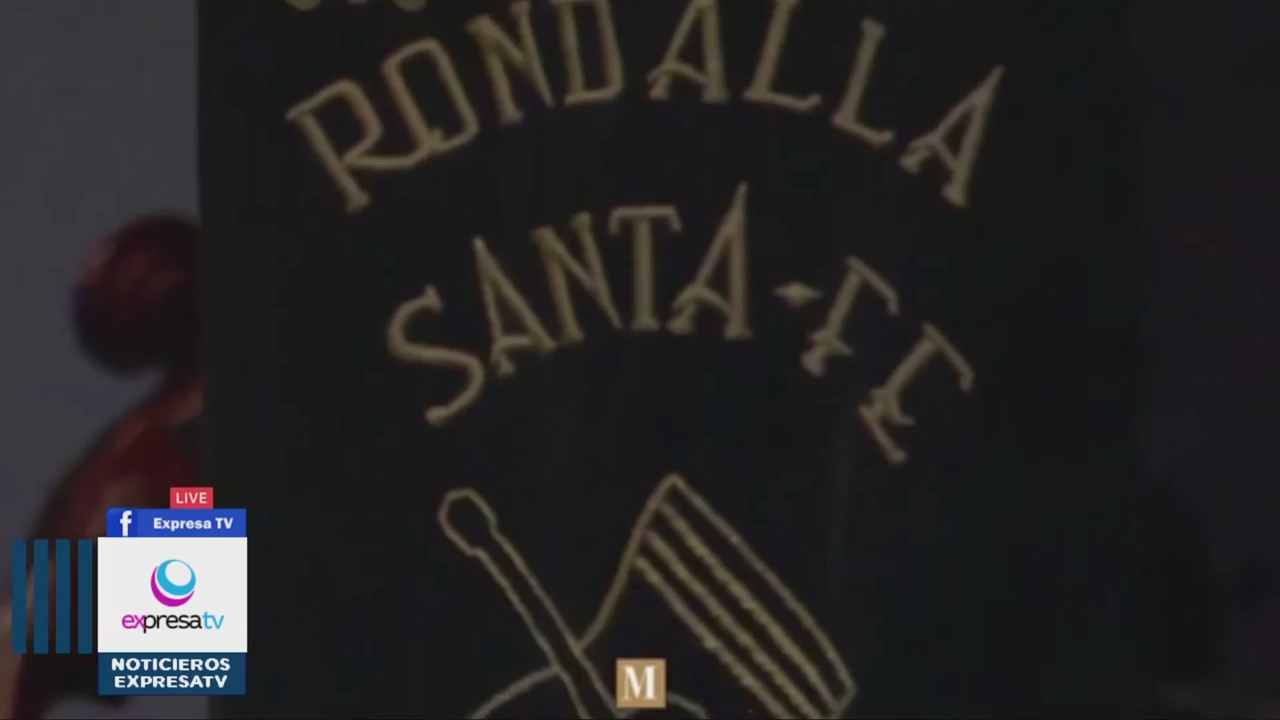 RONDALLA
SANTA-FE
LIVE
f Expresa TV
expresatv
NOTICIEROS
EXPRESATV
M